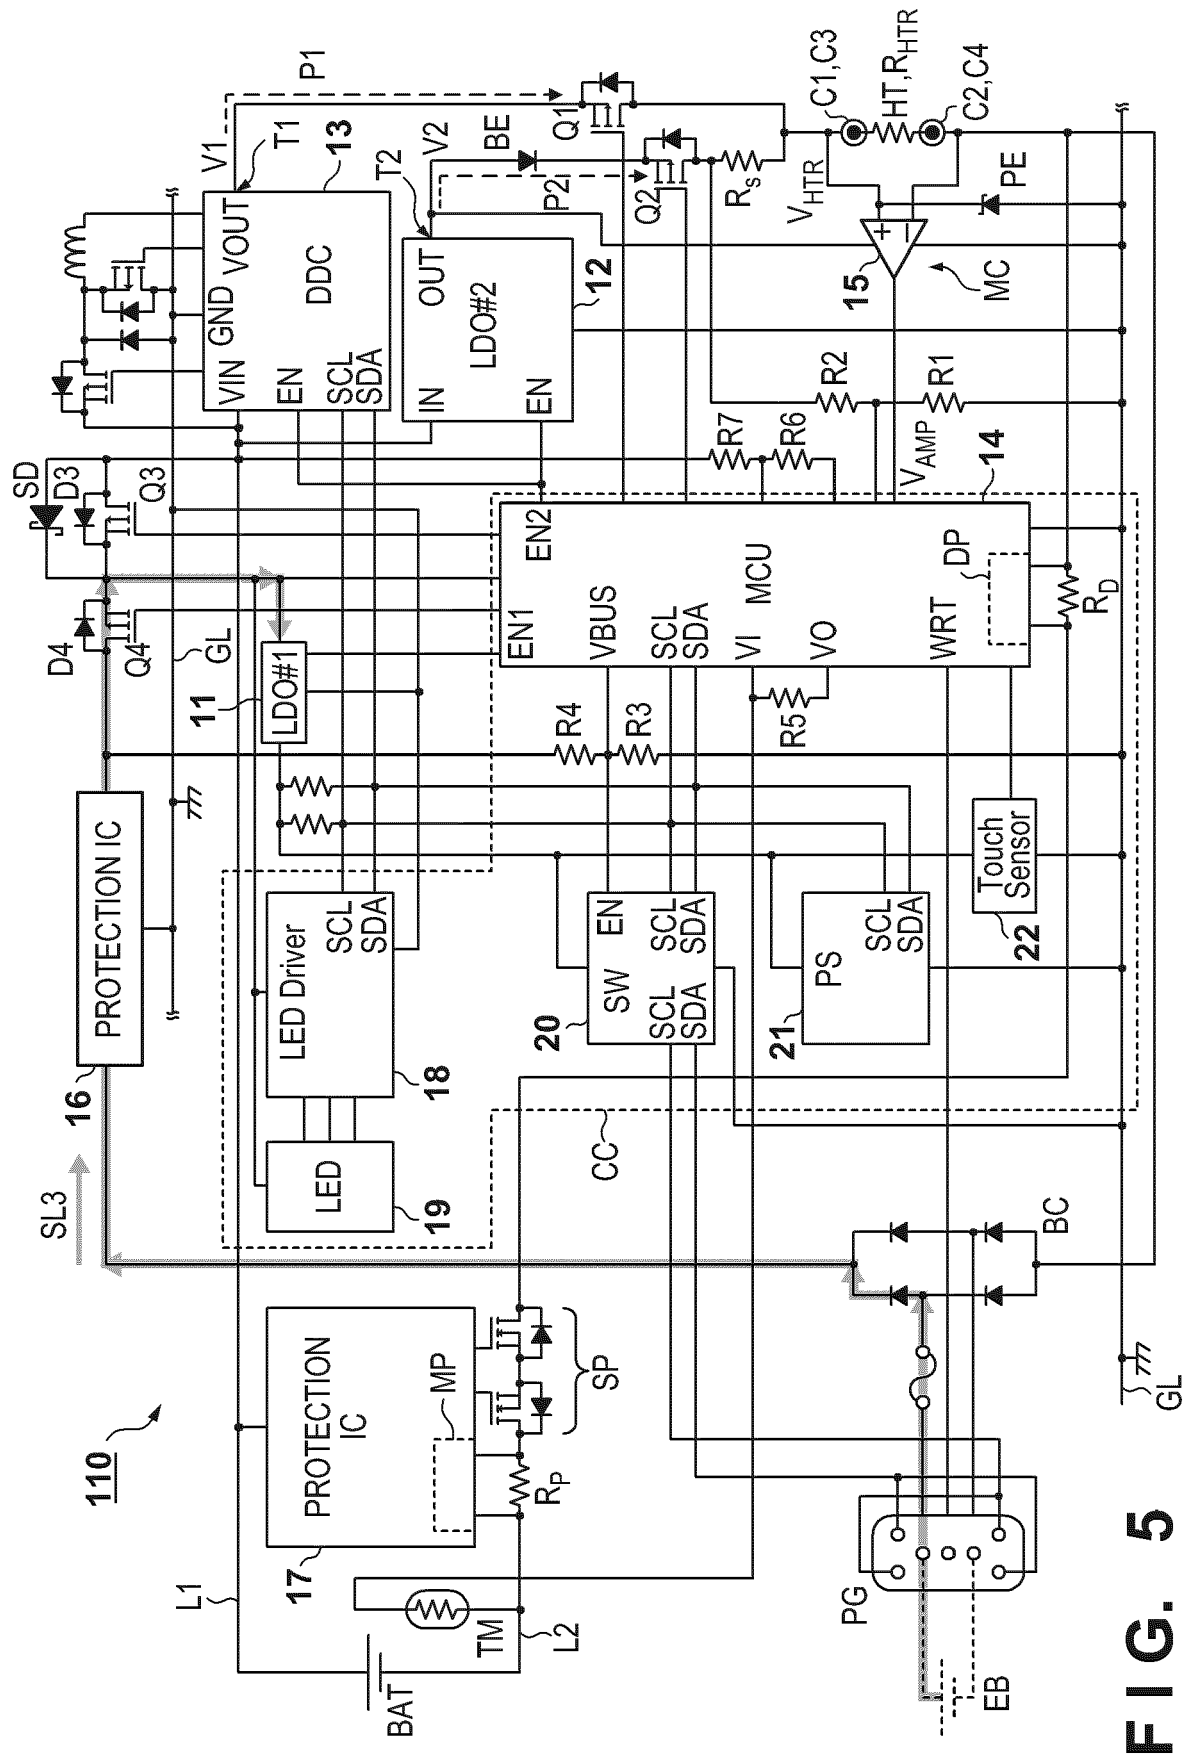 110
SL3
16
PROTECTION IC
D4
Q4
GL
SD
D3
Q3
V1
P1
T1
13
DDC
VIN
GND
VOUT
EN
SCL
SDA
V2
T2
BE
P2
Q1
Q2
RS
OUT
LDO#2
IN
EN
12
11
LDO#1
C1,C3
HT,RHTR
C2,C4
VHTR
PE
15
MC
+
−
R2
R1
VAMP
R7
R6
14
EN2
EN1
VBUS
MCU
SCL
SDA
VI
VO
WRT
DP
RD
R4
R3
R5
LED Driver
SCL
SDA
18
LED
19
EN
SW
SCL
SDA
SCL
SDA
20
PS
SCL
SDA
21
Touch
Sensor
22
CC
BC
L1
PROTECTION
IC
17
MP
SP
RP
TM
L2
BAT
PG
EB
GL
FIG. 5